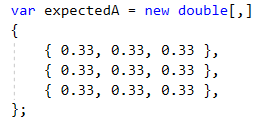 var expectedA = new double[,]
{
    { 0.33, 0.33, 0.33 },
    { 0.33, 0.33, 0.33 },
    { 0.33, 0.33, 0.33 },
};